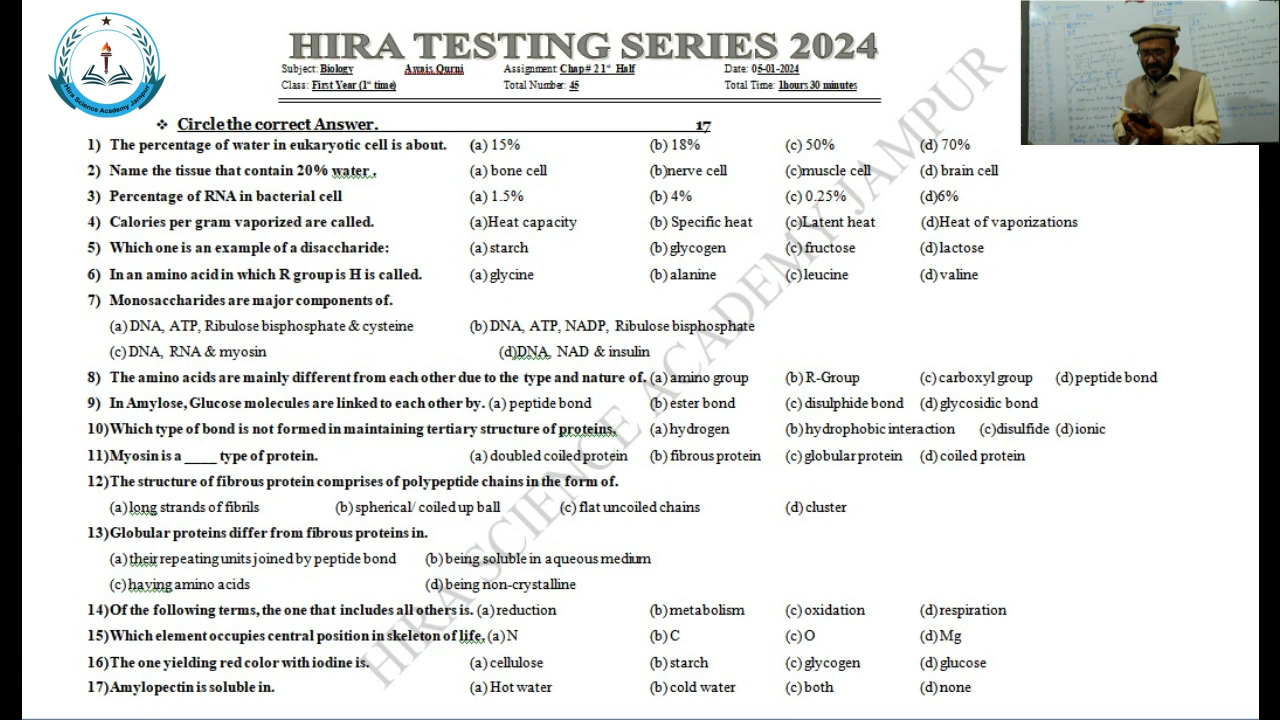 HIRA TESTING SERIES 2024
Subject: Biology Awais Qurni Assignment: Chap# 2 1st Half Date: 05-01-2024
Class: First Year (1st time) Total Number: 45 Total Time: 1hours 30 minutes
Hira Science Academy Jampur
❖ Circle the correct Answer. 17
1) The percentage of water in eukaryotic cell is about. (a) 15% (b) 18% (c) 50% (d) 70%
2) Name the tissue that contain 20% water . (a) bone cell (b)nerve cell (c)muscle cell (d) brain cell
3) Percentage of RNA in bacterial cell (a) 1.5% (b) 4% (c) 0.25% (d)6%
4) Calories per gram vaporized are called. (a)Heat capacity (b) Specific heat (c)Latent heat (d)Heat of vaporizations
5) Which one is an example of a disaccharide: (a) starch (b) glycogen (c) fructose (d)lactose
6) In an amino acid in which R group is H is called. (a) glycine (b) alanine (c) leucine (d) valine
7) Monosaccharides are major components of.
(a) DNA, ATP, Ribulose bisphosphate & cysteine (b) DNA, ATP, NADP, Ribulose bisphosphate
(c) DNA, RNA & myosin (d)DNA, NAD & insulin
8) The amino acids are mainly different from each other due to the type and nature of. (a) amino group (b) R-Group (c) carboxyl group (d) peptide bond
9) In Amylose, Glucose molecules are linked to each other by. (a) peptide bond (b) ester bond (c) disulphide bond (d) glycosidic bond
10)Which type of bond is not formed in maintaining tertiary structure of proteins. (a) hydrogen (b) hydrophobic interaction (c)disulfide (d) ionic
11)Myosin is a ____ type of protein. (a) doubled coiled protein (b) fibrous protein (c) globular protein (d) coiled protein
12)The structure of fibrous protein comprises of polypeptide chains in the form of.
(a) long strands of fibrils (b) spherical/ coiled up ball (c) flat uncoiled chains (d) cluster
13)Globular proteins differ from fibrous proteins in.
(a) their repeating units joined by peptide bond (b) being soluble in aqueous medium
(c) having amino acids (d) being non-crystalline
14)Of the following terms, the one that includes all others is. (a) reduction (b) metabolism (c) oxidation (d) respiration
15)Which element occupies central position in skeleton of life. (a) N (b) C (c) O (d) Mg
16)The one yielding red color with iodine is. (a) cellulose (b) starch (c) glycogen (d) glucose
17)Amylopectin is soluble in. (a) Hot water (b) cold water (c) both (d) none
HIRA SCIENCE ACADEMY JAMPUR